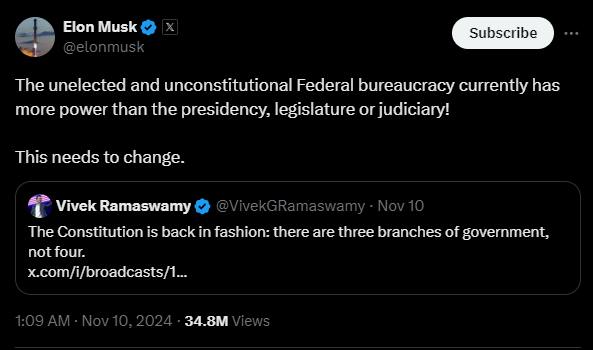 Elon Musk
@elonmusk
Subscribe
The unelected and unconstitutional Federal bureaucracy currently has
more power than the presidency, legislature or judiciary!
This needs to change.
Vivek Ramaswamy @VivekGRamaswamy · Nov 10
The Constitution is back in fashion: there are three branches of government,
not four.
x.com/i/broadcasts/1...
1:09 AM · Nov 10, 2024 · 34.8M Views